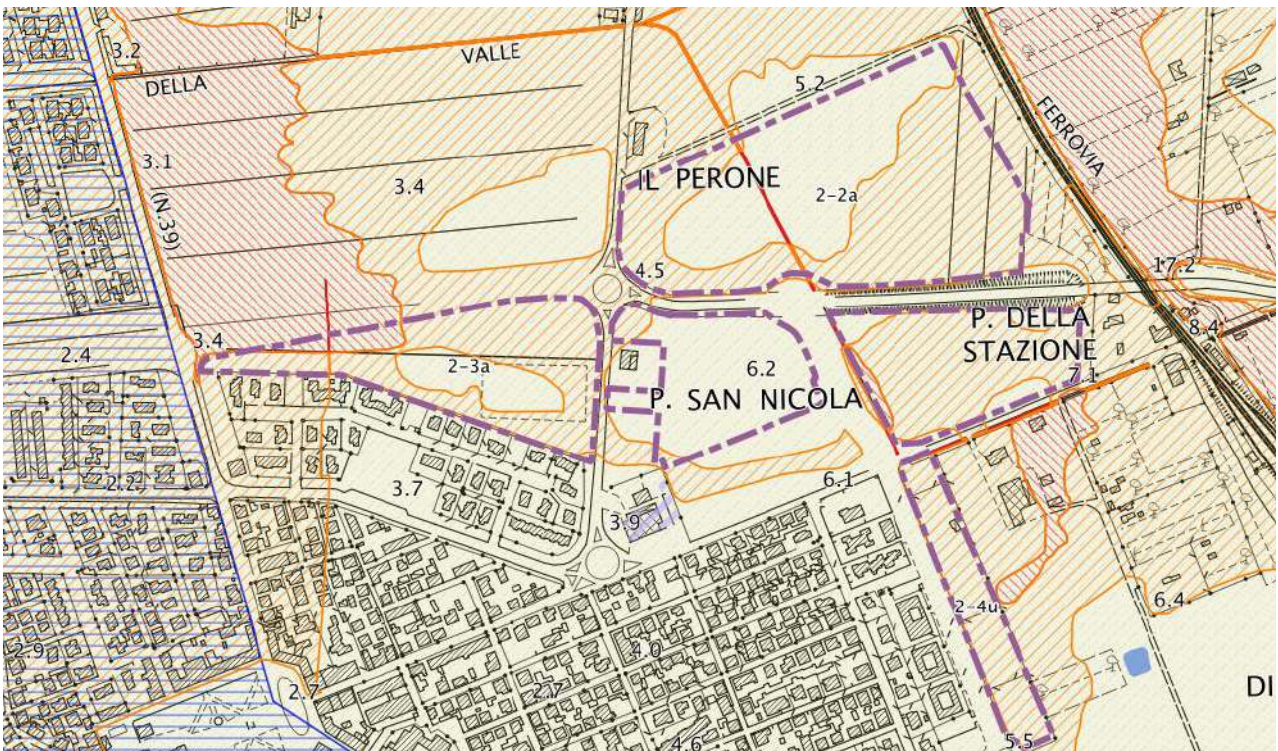 3.2
DELLA
VALLE
5.2
FERROVIA
3.1
(N.39)
3.4
IL PERONE
2-2a
4.5
17.2
3.4
2.4
2-3a
6.2
P. DELLA
STAZIONE
8.4
7.1
P. SAN NICOLA
2.2
3.7
6.1
3.9
2-4u
6.4
2.9
4.0
2.7
2.7
DI
4.6
5.5